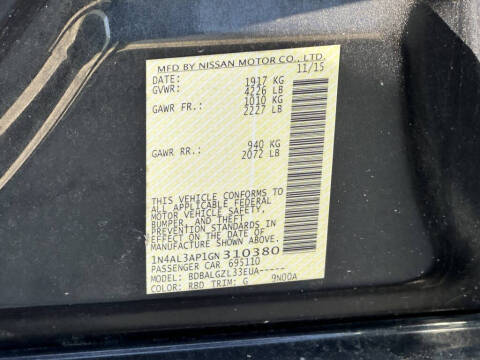 MFD BY NISSAN MOTOR CO., LTD.
DATE: 11/15
GVWR: 1917 KG
4226 LB
GAWR FR.: 1010 KG
2227 LB
GAWR RR.: 940 KG
2072 LB
THIS VEHICLE CONFORMS TO
ALL APPLICABLE FEDERAL
MOTOR VEHICLE SAFETY,
BUMPER, AND THEFT
PREVENTION STANDARDS IN
EFFECT ON THE DATE OF
MANUFACTURE SHOWN ABOVE.
1N4AL3AP1GN310380
PASSENGER CAR 695110
MODEL: BDBALGZL33EUA-----
COLOR: RBD TRIM: G 9N00A